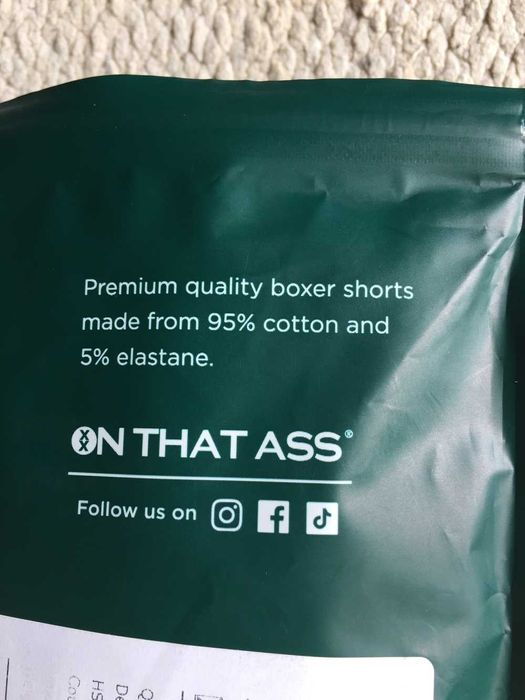 Premium quality boxer shorts
made from 95% cotton and
5% elastane.
ON THAT ASS®
Follow us on